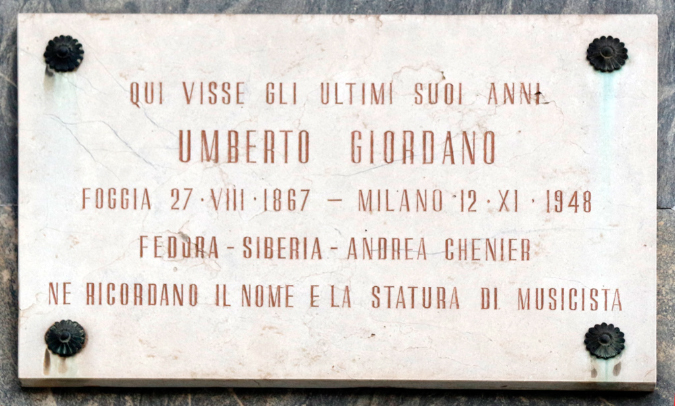 QUI VISSE GLI ULTIMI SUOI ANNI
UMBERTO GIORDANO
FOGGIA 27·VIII·1867 – MILANO 12·XI·1948
FEDORA - SIBERIA - ANDREA CHENIER
NE RICORDANO IL NOME E LA STATURA DI MUSICISTA